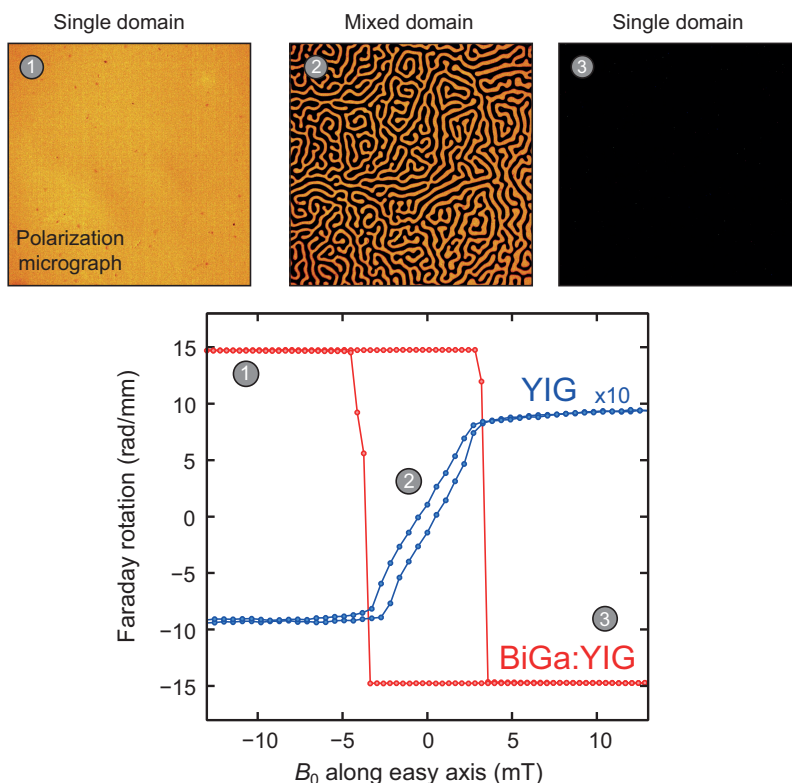 Single domain
Mixed domain
Single domain
1
2
3
Polarization
micrograph
15
10
5
0
−5
−10
−15
Faraday rotation (rad/mm)
1
YIG x10
2
3
BiGa:YIG
−10
−5
0
5
10
B0 along easy axis (mT)